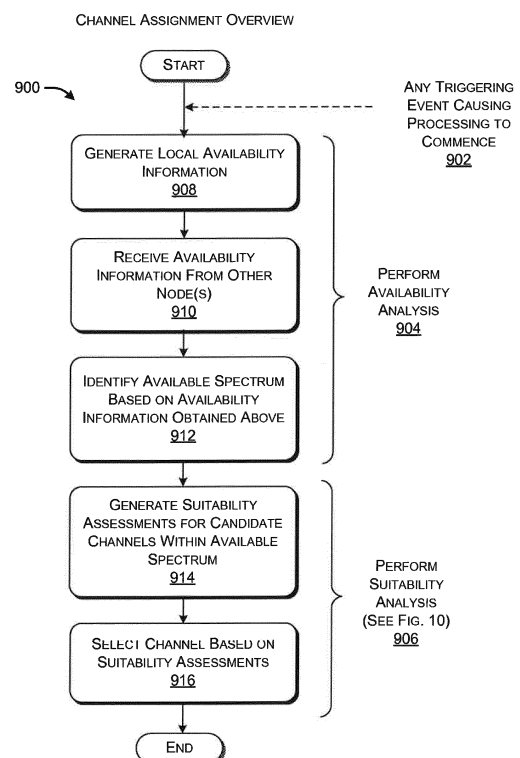 CHANNEL ASSIGNMENT OVERVIEW
START
900
ANY TRIGGERING
EVENT CAUSING
PROCESSING TO
COMMENCE
902
GENERATE LOCAL AVAILABILITY
INFORMATION
908
RECEIVE AVAILABILITY
INFORMATION FROM OTHER
NODE(S)
910
PERFORM
AVAILABILITY
ANALYSIS
904
IDENTIFY AVAILABLE SPECTRUM
BASED ON AVAILABILITY
INFORMATION OBTAINED ABOVE
912
GENERATE SUITABILITY
ASSESSMENTS FOR CANDIDATE
CHANNELS WITHIN AVAILABLE
SPECTRUM
914
PERFORM
SUITABILITY
ANALYSIS
(SEE FIG. 10)
906
SELECT CHANNEL BASED ON
SUITABILITY ASSESSMENTS
916
END